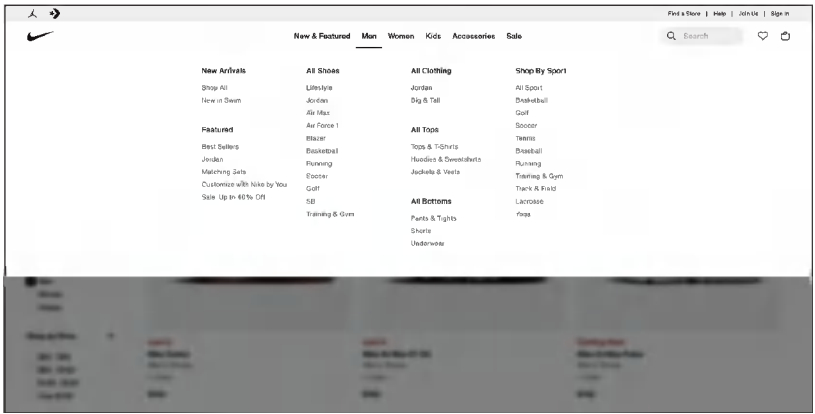 Find a Store | Help | Join Us | Sign In
New & Featured Men Women Kids Accessories Sale
Search
New Arrivals
Shop All
New in Swim
Featured
Best Sellers
Jordan
Matching Sets
Customize with Nike by You
Sale: Up to 40% Off
All Shoes
Lifestyle
Jordan
Air Max
Air Force 1
Blazer
Basketball
Running
Soccer
Golf
SB
Training & Gym
All Clothing
Jordan
Big & Tall
All Tops
Tops & T-Shirts
Hoodies & Sweatshirts
Jackets & Vests
All Bottoms
Pants & Tights
Shorts
Underwear
Shop By Sport
All Sport
Basketball
Golf
Soccer
Tennis
Baseball
Running
Training & Gym
Track & Field
Lacrosse
Yoga